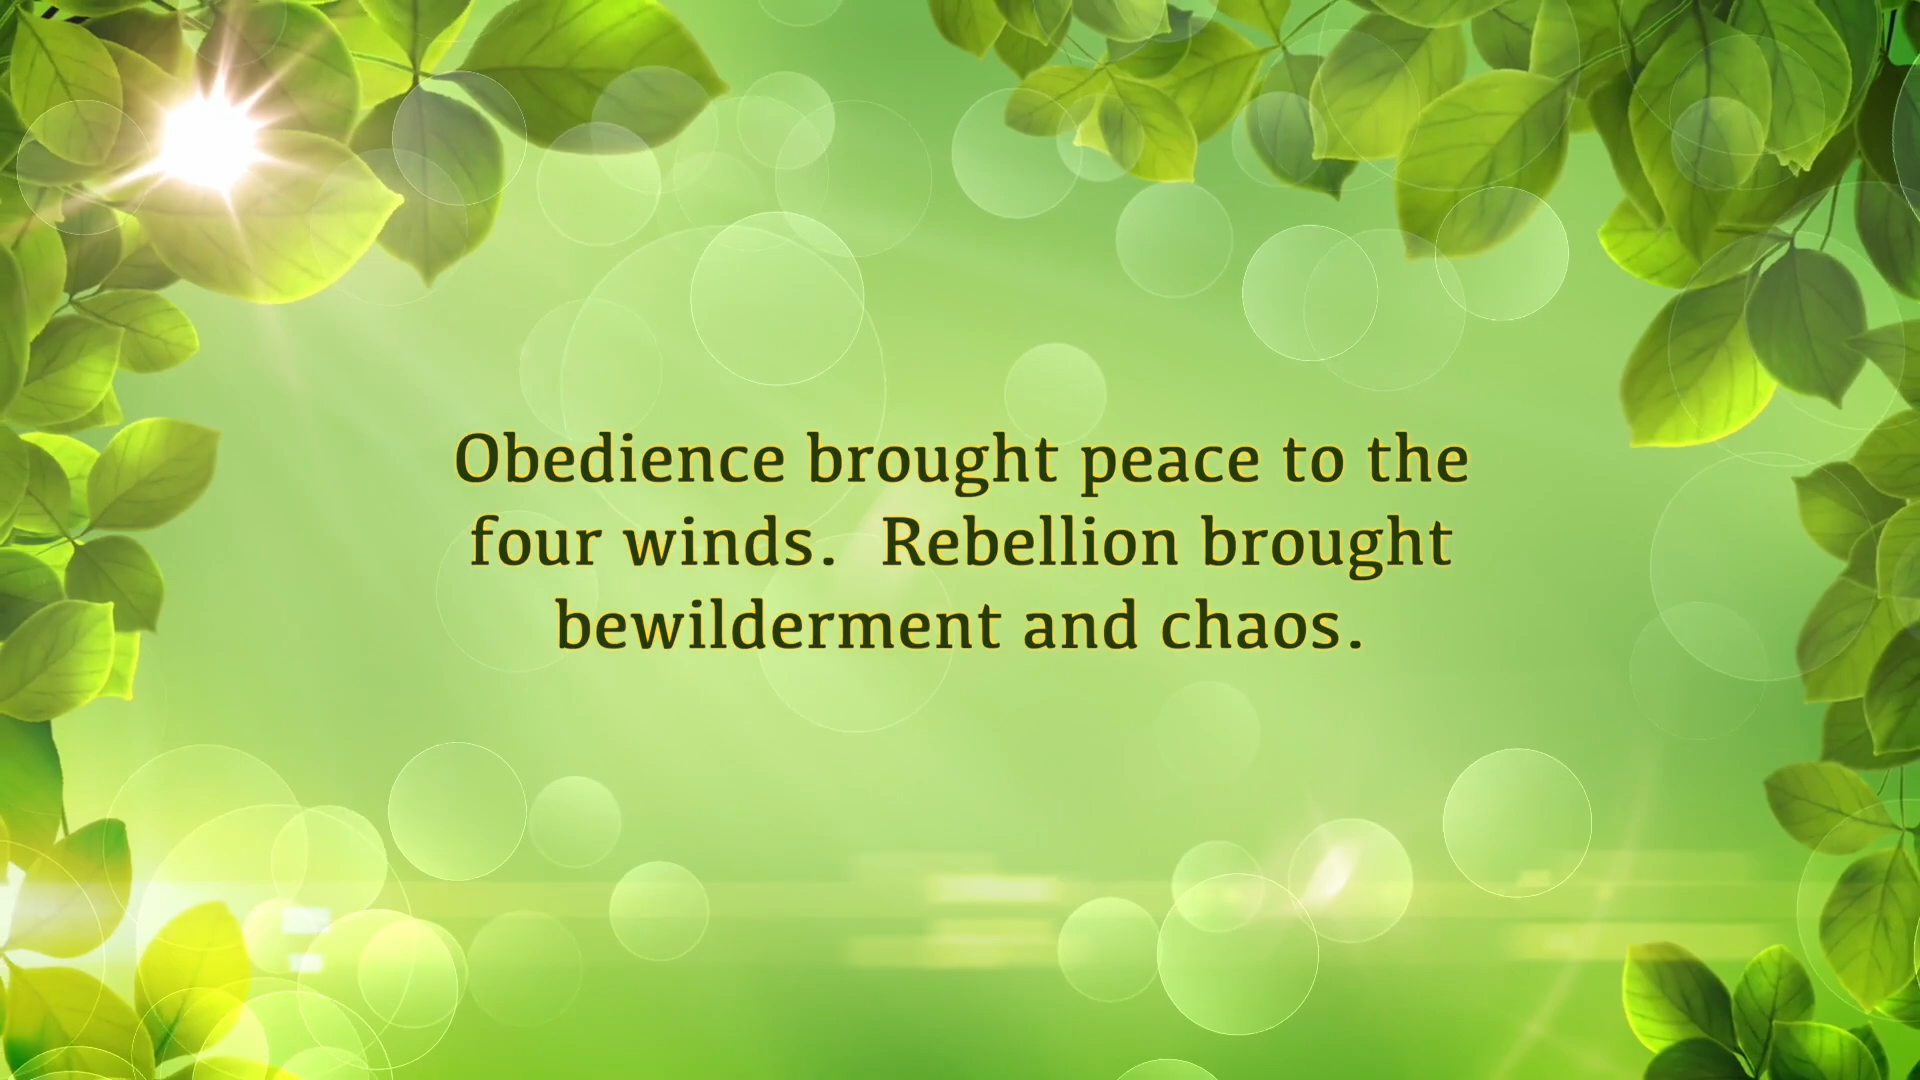 Obedience brought peace to the
four winds.  Rebellion brought
bewilderment and chaos.